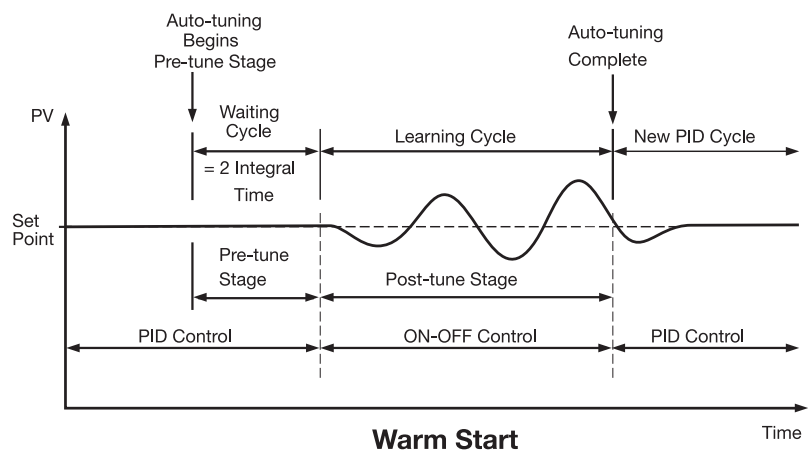 Auto-tuning
Begins
Pre-tune Stage
Auto-tuning
Complete
PV
Waiting
Cycle
Learning Cycle
New PID Cycle
= 2 Integral
Time
Set
Point
Pre-tune
Stage
Post-tune Stage
PID Control
ON-OFF Control
PID Control
Time
Warm Start